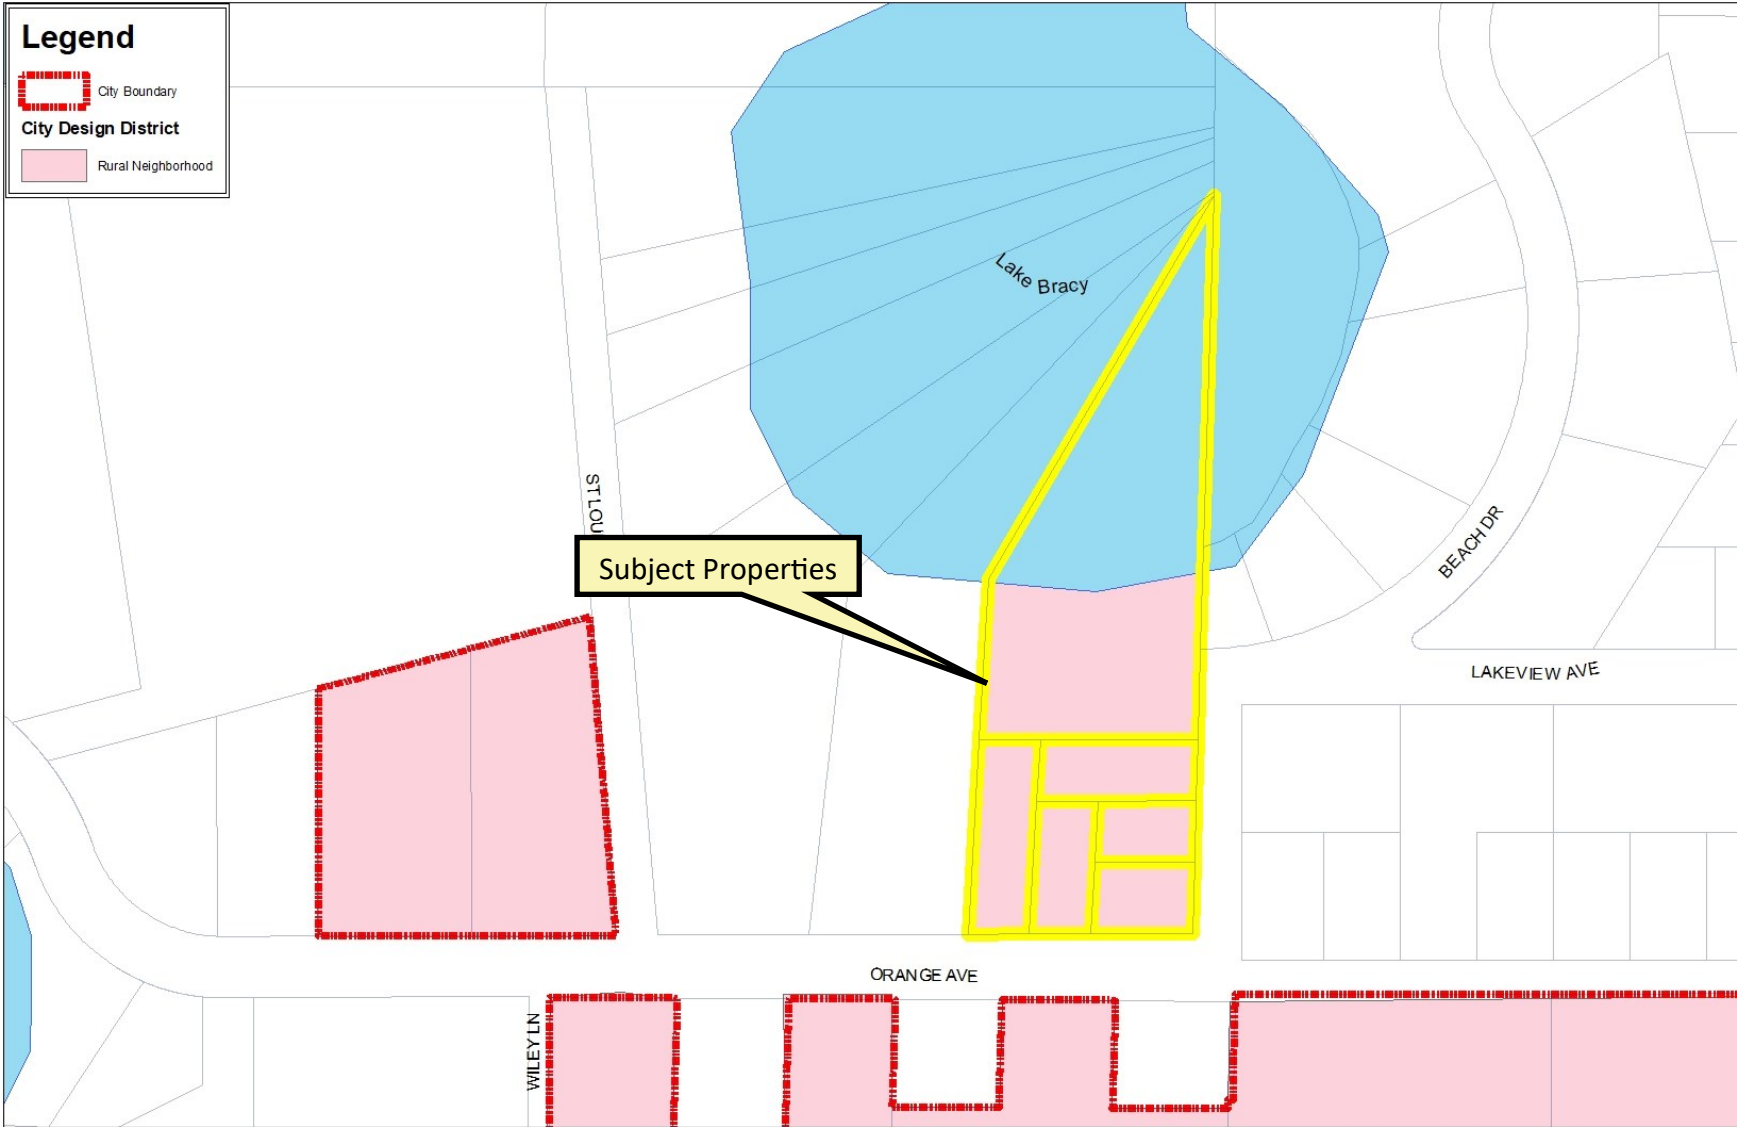 Legend
City Boundary
City Design District
Rural Neighborhood
Lake Bracy
ST LOU
Subject Properties
BEACH DR
LAKEVIEW AVE
ORANGE AVE
WILEY LN